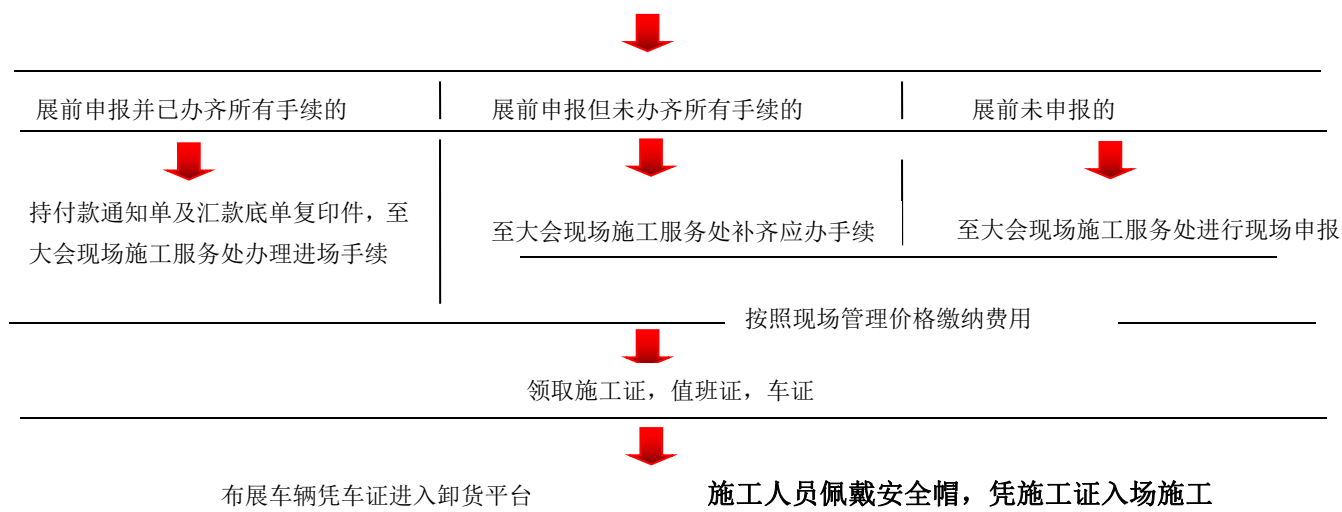 展前申报并已办齐所有手续的
展前申报但未办齐所有手续的
展前未申报的
持付款通知单及汇款底单复印件，至
大会现场施工服务处办理进场手续
至大会现场施工服务处补齐应办手续
至大会现场施工服务处进行现场申报
按照现场管理价格缴纳费用
领取施工证，值班证，车证
布展车辆凭车证进入卸货平台
施工人员佩戴安全帽，凭施工证入场施工